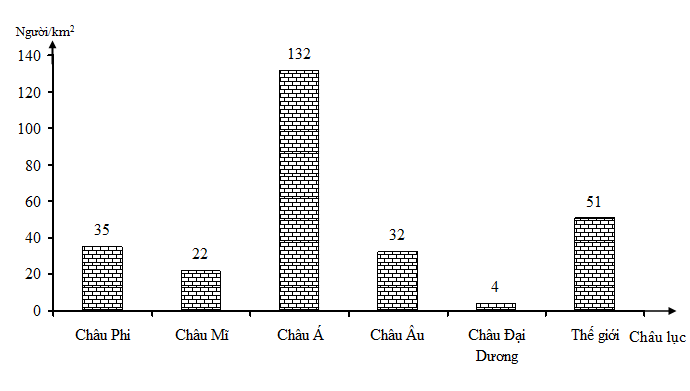 Người/km²
140
120
100
80
60
40
20
0
35
22
132
32
4
51
Châu Phi
Châu Mĩ
Châu Á
Châu Âu
Châu Đại
Dương
Thế giới
Châu lục